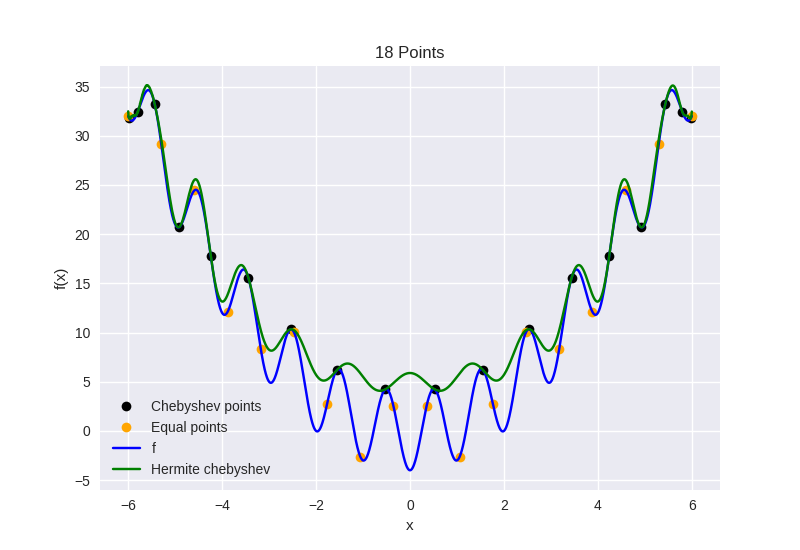 18 Points
f(x)
35
30
25
20
15
10
5
0
−5
Chebyshev points
Equal points
f
Hermite chebyshev
−6 −4 −2 0 2 4 6
x